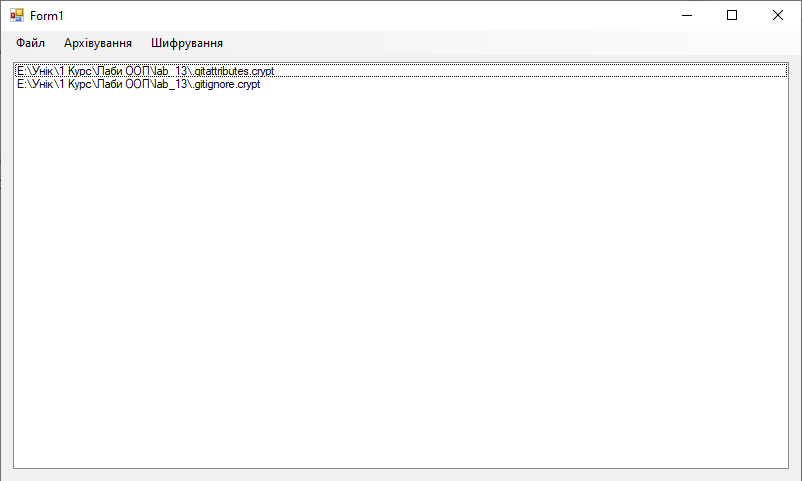 Form1
Файл Архівування Шифрування
E:\Унік\1 Курс\Лаби ООП\lab_13\.gitattributes.crypt
E:\Унік\1 Курс\Лаби ООП\lab_13\.gitignore.crypt